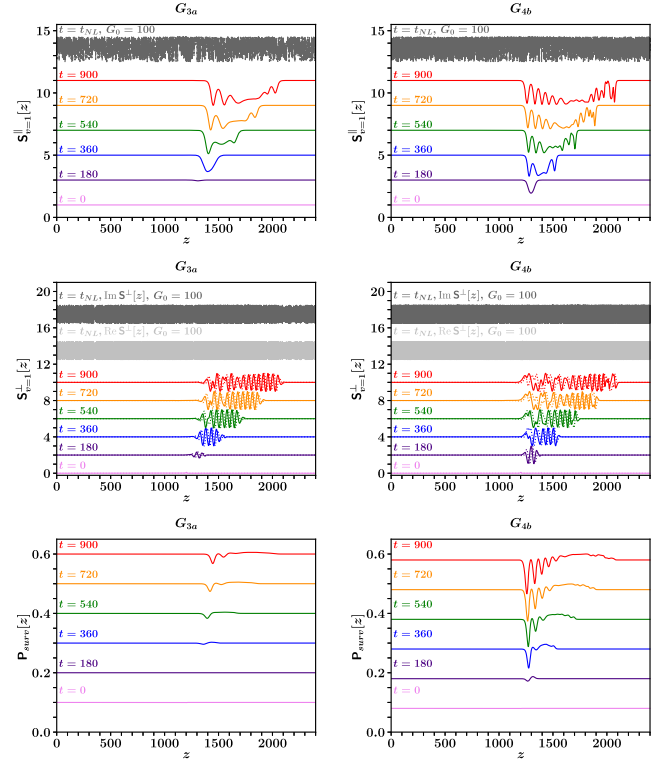 G3a
G4b
15
10
5
0
S∥v=1[z]
t = tNL, G0 = 100
t = 900
t = 720
t = 540
t = 360
t = 180
t = 0
0 500 1000 1500 2000
z
15
10
5
0
S∥v=1[z]
t = tNL, G0 = 100
t = 900
t = 720
t = 540
t = 360
t = 180
t = 0
0 500 1000 1500 2000
z
G3a
G4b
20
16
12
8
4
0
S⊥v=1[z]
t = tNL, Im S⊥[z], G0 = 100
t = tNL, Re S⊥[z], G0 = 100
t = 900
t = 720
t = 540
t = 360
t = 180
t = 0
0 500 1000 1500 2000
z
20
16
12
8
4
0
S⊥v=1[z]
t = tNL, Im S⊥[z], G0 = 100
t = tNL, Re S⊥[z], G0 = 100
t = 900
t = 720
t = 540
t = 360
t = 180
t = 0
0 500 1000 1500 2000
z
G3a
G4b
0.6
0.4
0.2
0.0
Psurv[z]
t = 900
t = 720
t = 540
t = 360
t = 180
t = 0
0 500 1000 1500 2000
z
0.6
0.4
0.2
0.0
Psurv[z]
t = 900
t = 720
t = 540
t = 360
t = 180
t = 0
0 500 1000 1500 2000
z